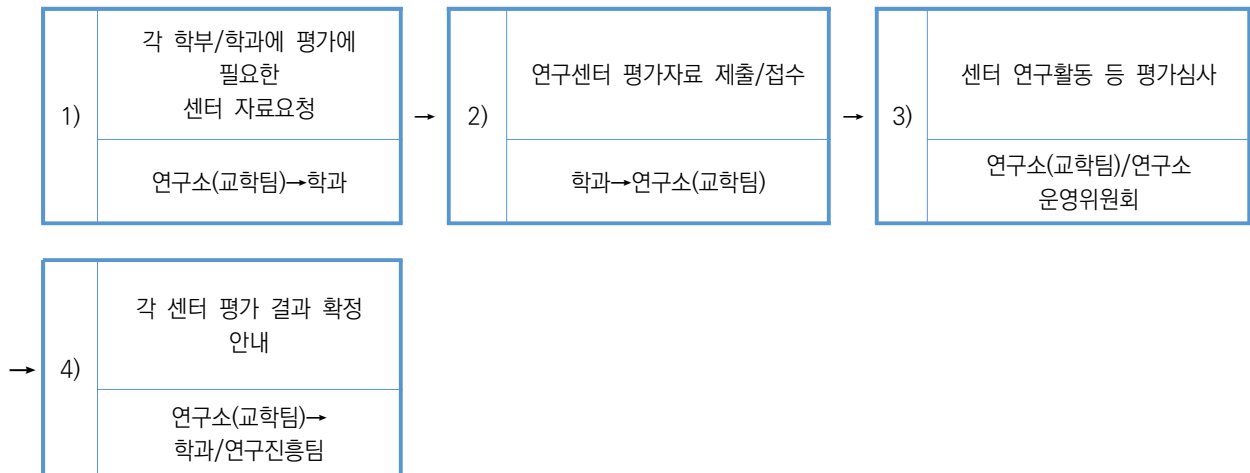 1)
각 학부/학과에 평가에
필요한
센터 자료요청
연구소(교학팀)→학과
→
2)
연구센터 평가자료 제출/접수
학과→연구소(교학팀)
→
3)
센터 연구활동 등 평가심사
연구소(교학팀)/연구소
운영위원회
→
4)
각 센터 평가 결과 확정
안내
연구소(교학팀)→
학과/연구진흥팀